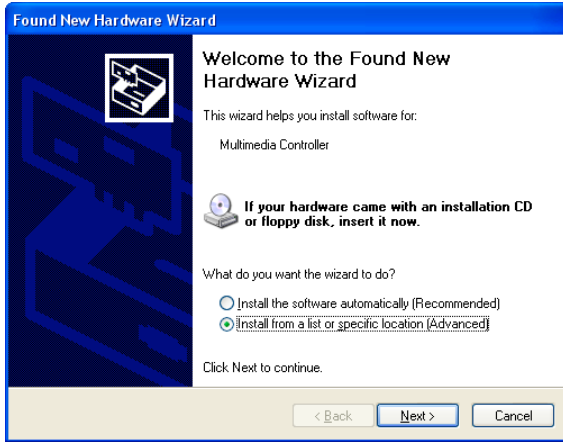 Found New Hardware Wizard
Welcome to the Found New
Hardware Wizard
This wizard helps you install software for:
Multimedia Controller
If your hardware came with an installation CD
or floppy disk, insert it now.
What do you want the wizard to do?
Install the software automatically (Recommended)
Install from a list or specific location (Advanced)
Click Next to continue.
< Back Next > Cancel